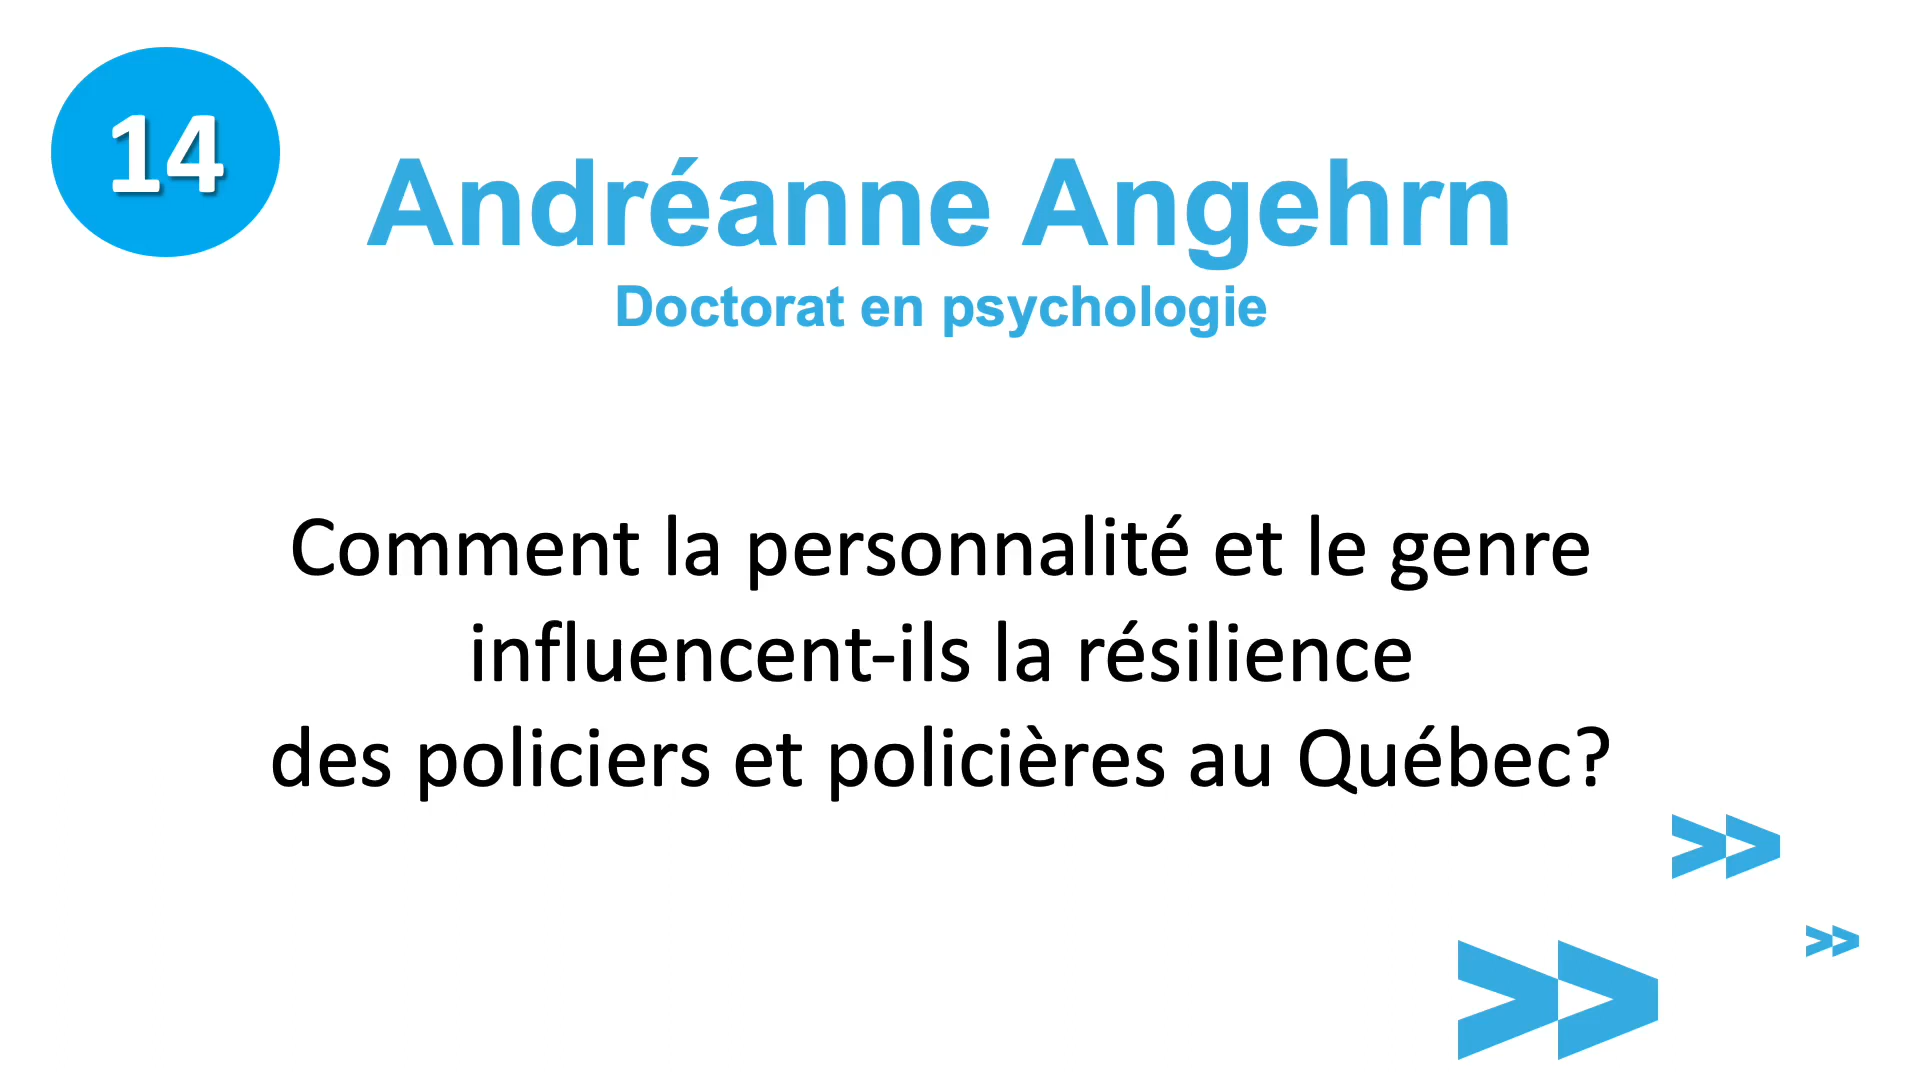 14
Andréanne Angehrn
Doctorat en psychologie
Comment la personnalité et le genre
influencent-ils la résilience
des policiers et policières au Québec?